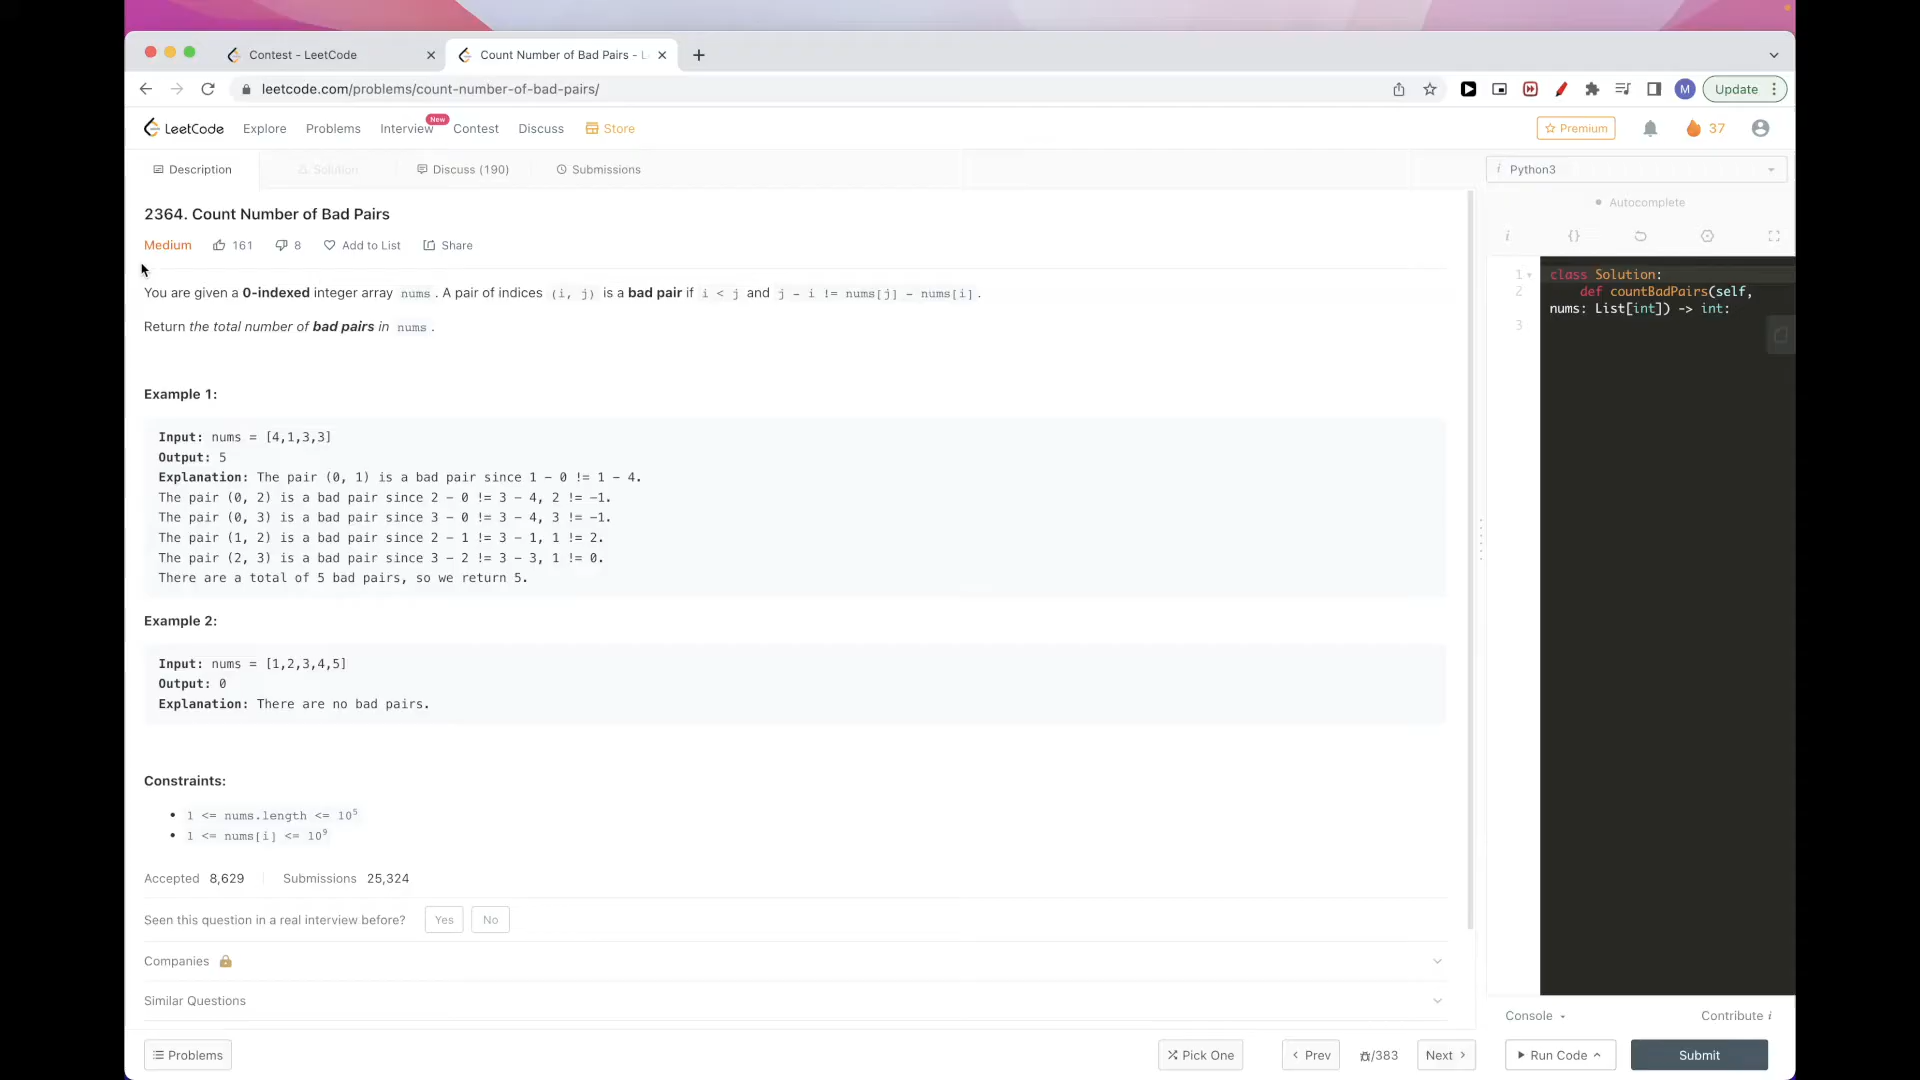 Contest - LeetCode
Count Number of Bad Pairs - L
leetcode.com/problems/count-number-of-bad-pairs/
M
Update
LeetCode Explore Problems Interview New Contest Discuss Store
Premium 37
Description Solution Discuss (190) Submissions
i Python3
Autocomplete
2364. Count Number of Bad Pairs
Medium 161 8 Add to List Share
i {}
You are given a 0-indexed integer array nums. A pair of indices (i, j) is a bad pair if i < j and j - i != nums[j] - nums[i].
Return the total number of bad pairs in nums.
1 class Solution:
2 def countBadPairs(self,
nums: List[int]) -> int:
3
Example 1:
Input: nums = [4,1,3,3]
Output: 5
Explanation: The pair (0, 1) is a bad pair since 1 - 0 != 1 - 4.
The pair (0, 2) is a bad pair since 2 - 0 != 3 - 4, 2 != -1.
The pair (0, 3) is a bad pair since 3 - 0 != 3 - 4, 3 != -1.
The pair (1, 2) is a bad pair since 2 - 1 != 3 - 1, 1 != 2.
The pair (2, 3) is a bad pair since 3 - 2 != 3 - 3, 1 != 0.
There are a total of 5 bad pairs, so we return 5.
Example 2:
Input: nums = [1,2,3,4,5]
Output: 0
Explanation: There are no bad pairs.
Constraints:
• 1 <= nums.length <= 10⁵
• 1 <= nums[i] <= 10⁹
Accepted 8,629 Submissions 25,324
Seen this question in a real interview before? Yes No
Companies
Similar Questions
Console Contribute i
Problems Pick One Prev /383 Next Run Code Submit